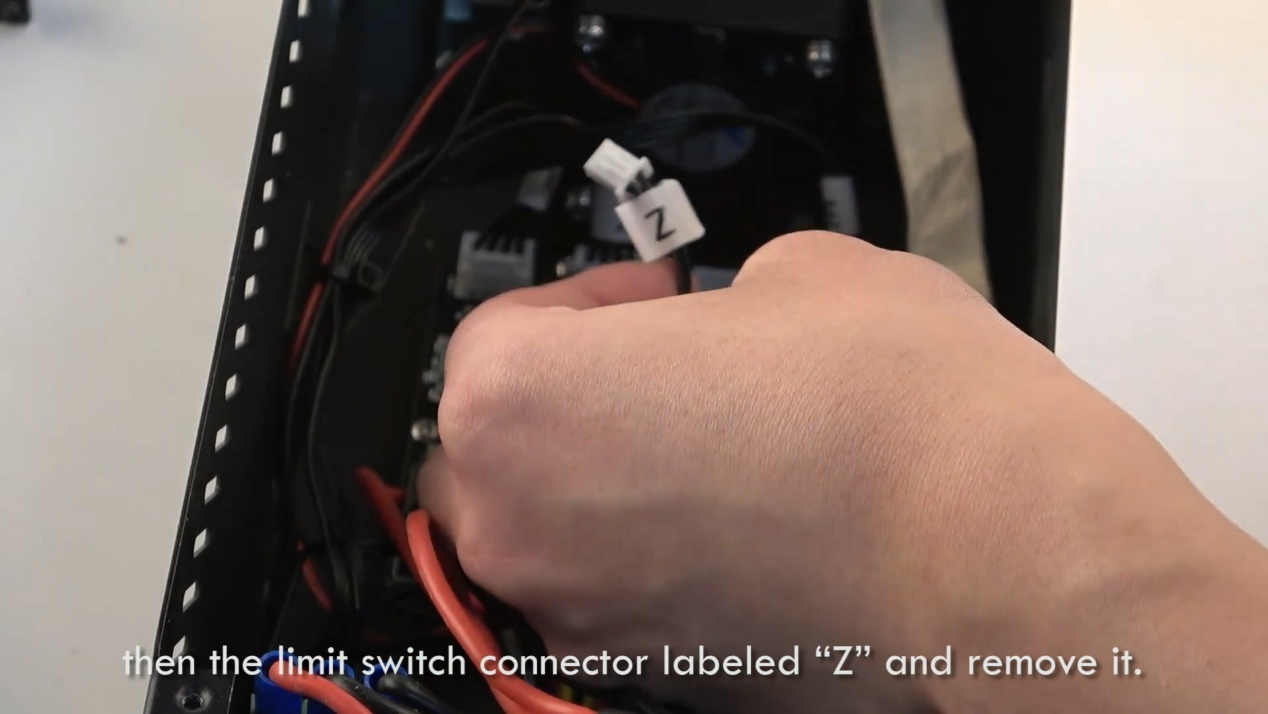 Z
then the limit switch connector labeled “Z” and remove it.